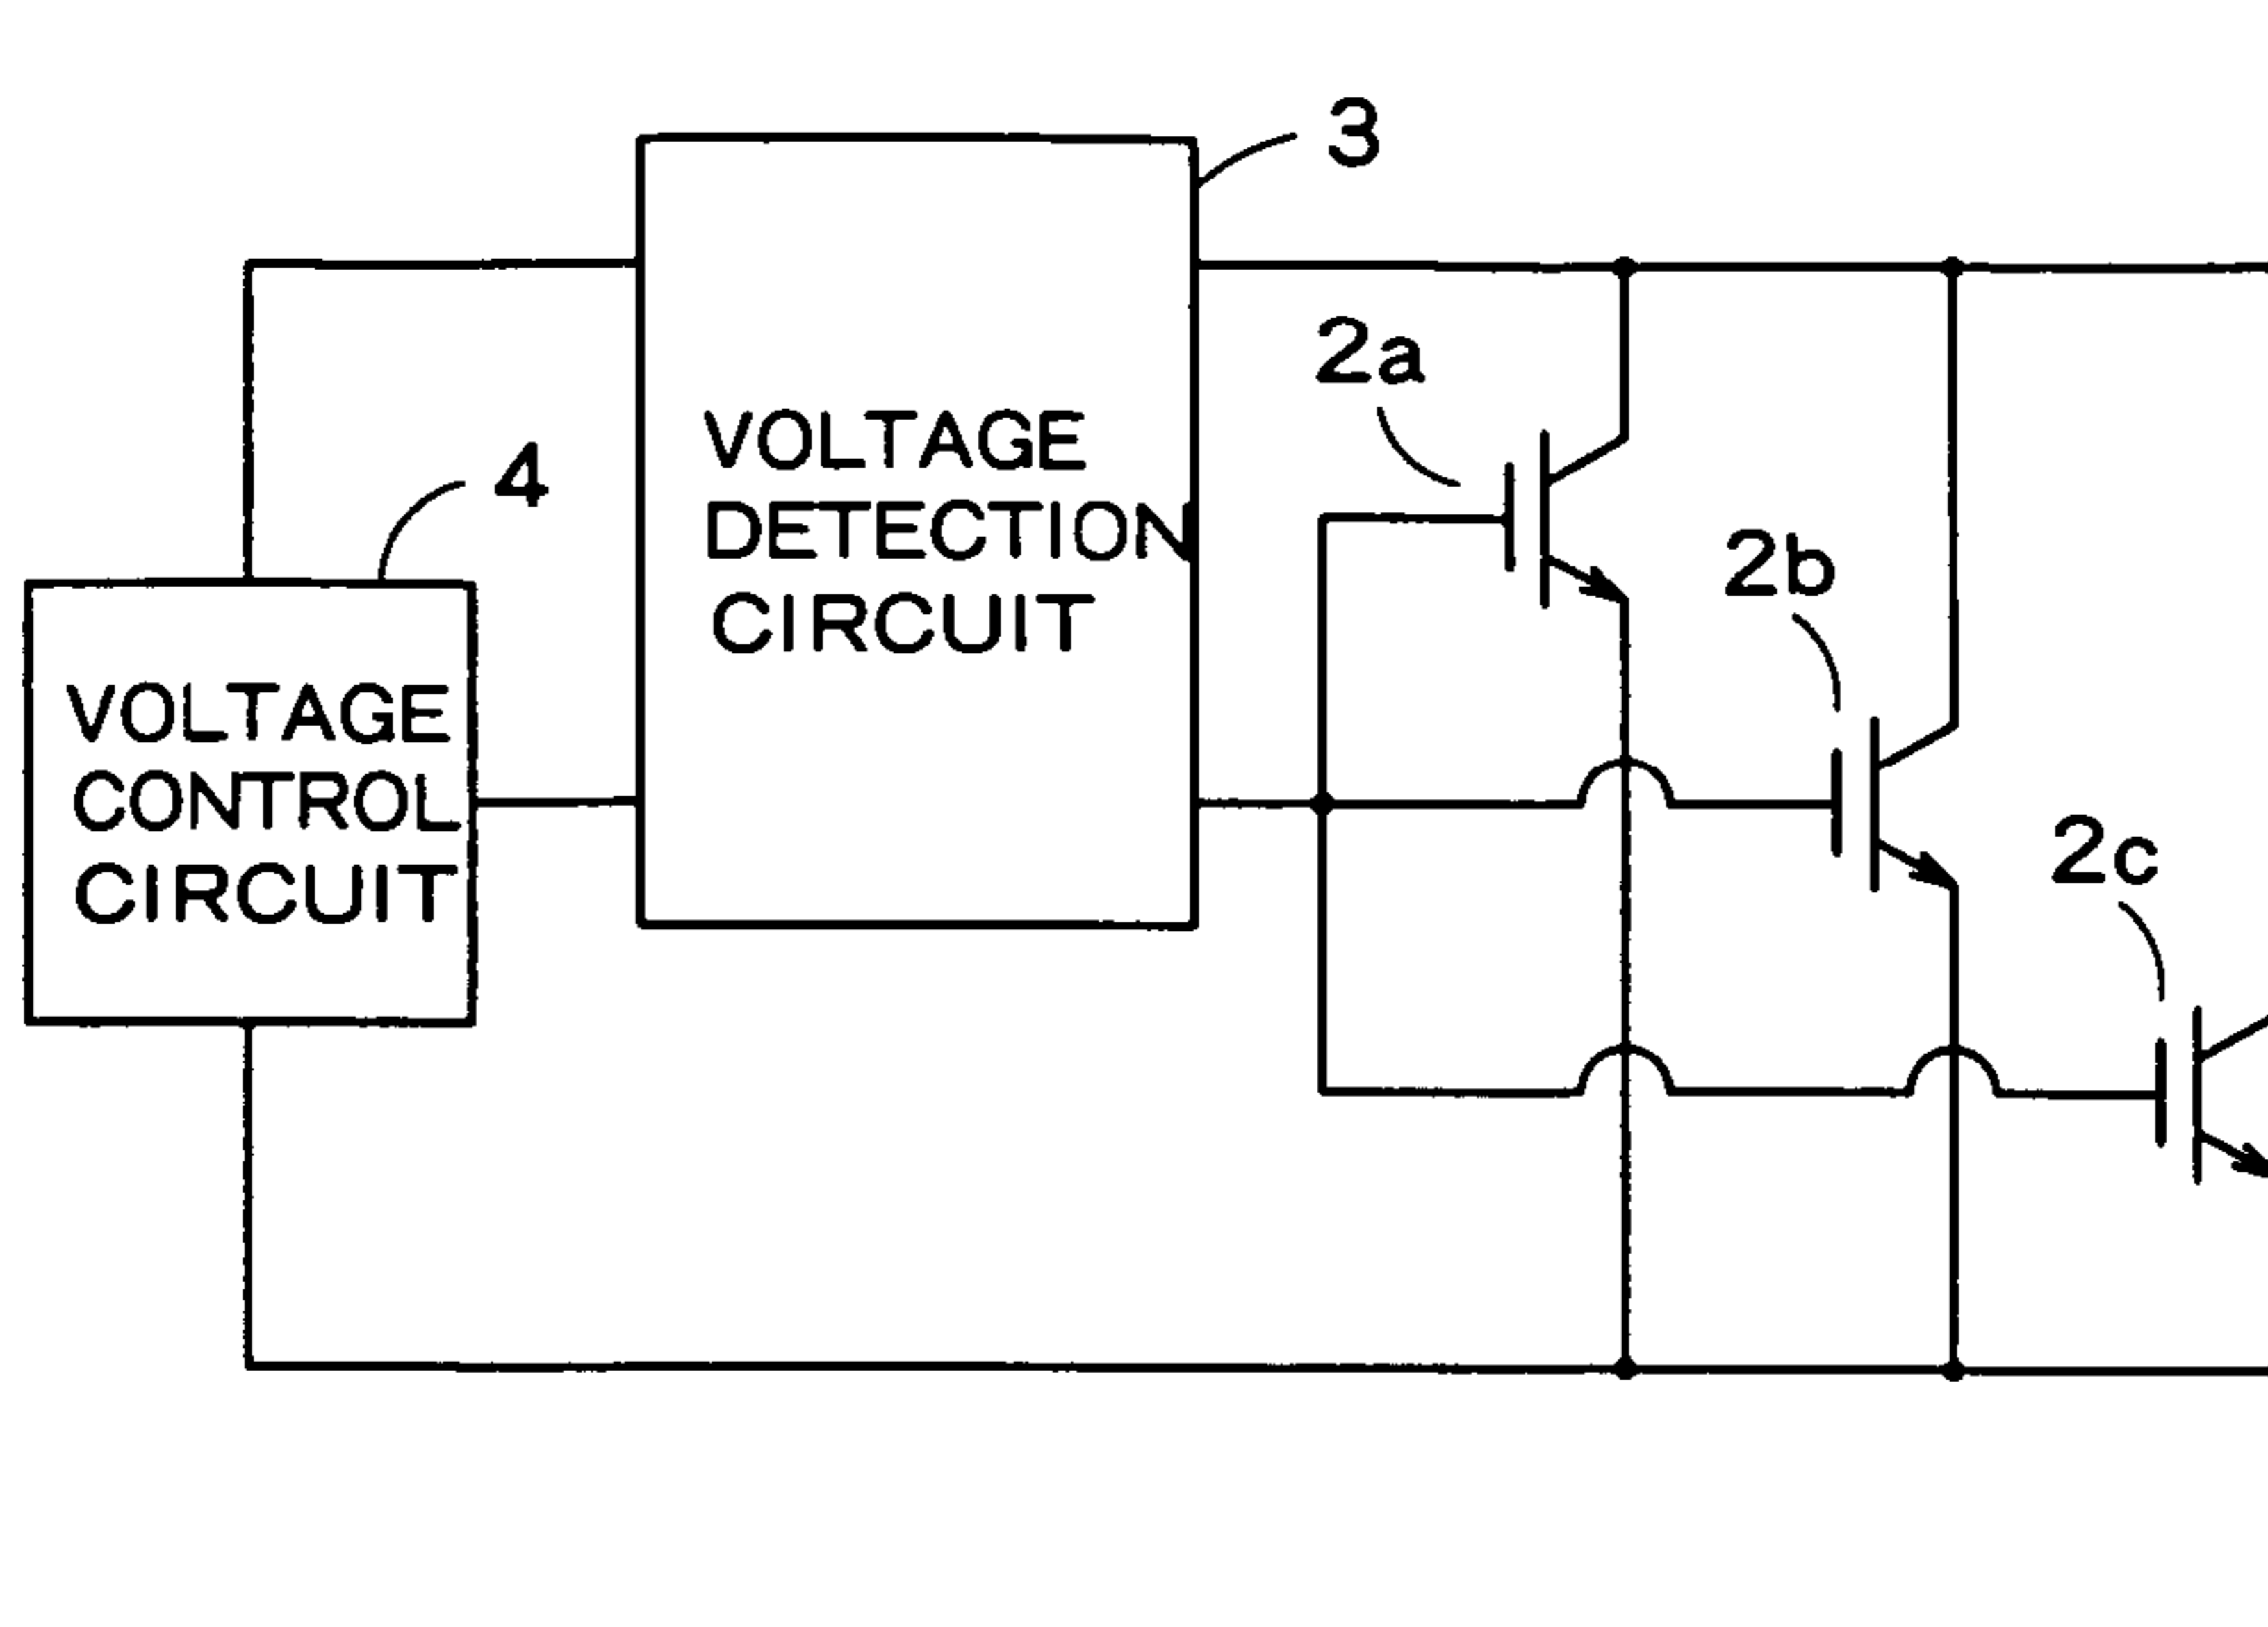 3
2a
VOLTAGE
DETECTION
CIRCUIT
4
2b
VOLTAGE
CONTROL
CIRCUIT
2c